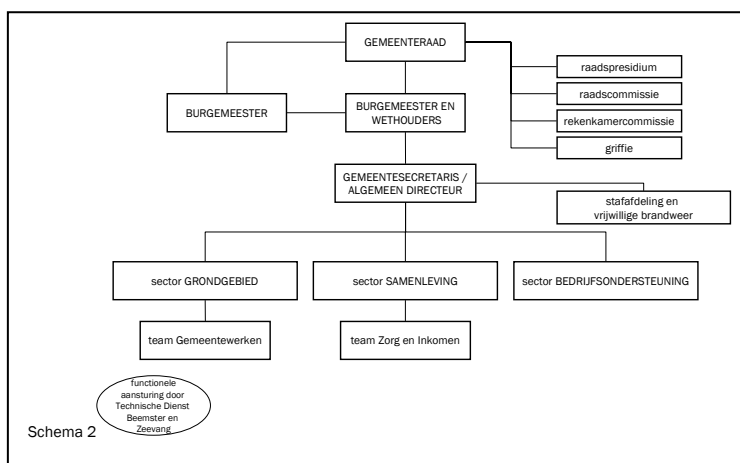 GEMEENTERAAD
raadspresidium
raadscommissie
rekenkamercommissie
griffie
BURGEMEESTER
BURGEMEESTER EN
WETHOUDERS
GEMEENTESECRETARIS /
ALGEMEEN DIRECTEUR
stafafdeling en
vrijwillige brandweer
sector GRONDGEBIED
sector SAMENLEVING
sector BEDRIJFSONDERSTEUNING
team Gemeentewerken
team Zorg en Inkomen
functionele
aansturing door
Technische Dienst
Beemster en
Zeevang
Schema 2